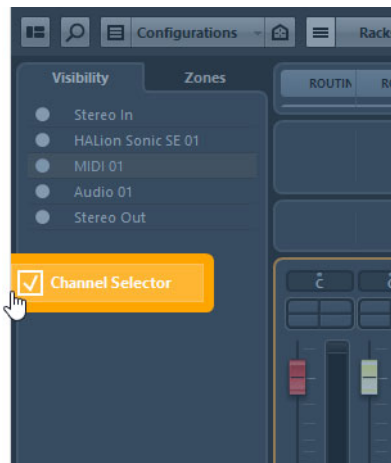 Configurations
Rack
Visibility
Zones
ROUTIN
Stereo In
HALion Sonic SE 01
MIDI 01
Audio 01
Stereo Out
Channel Selector
C